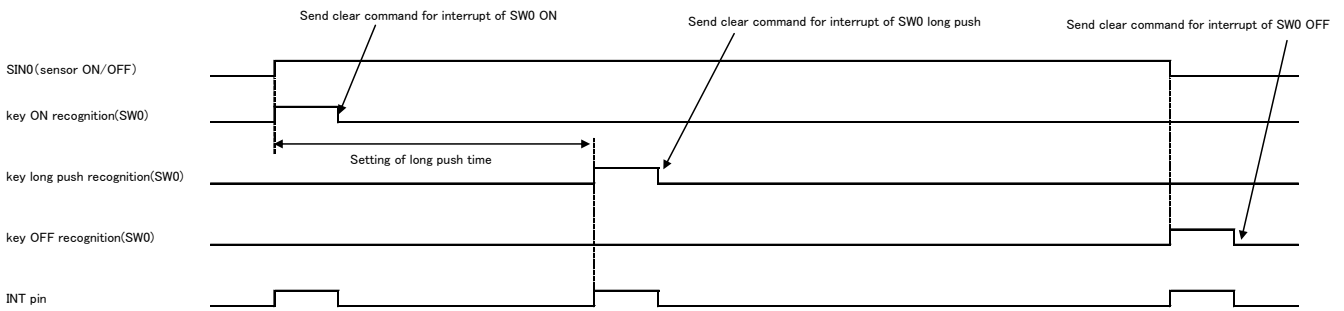 Send clear command for interrupt of SW0 ON
Send clear command for interrupt of SW0 long push
Send clear command for interrupt of SW0 OFF
SIN0(sensor ON/OFF)
key ON recognition(SW0)
Setting of long push time
key long push recognition(SW0)
key OFF recognition(SW0)
INT pin